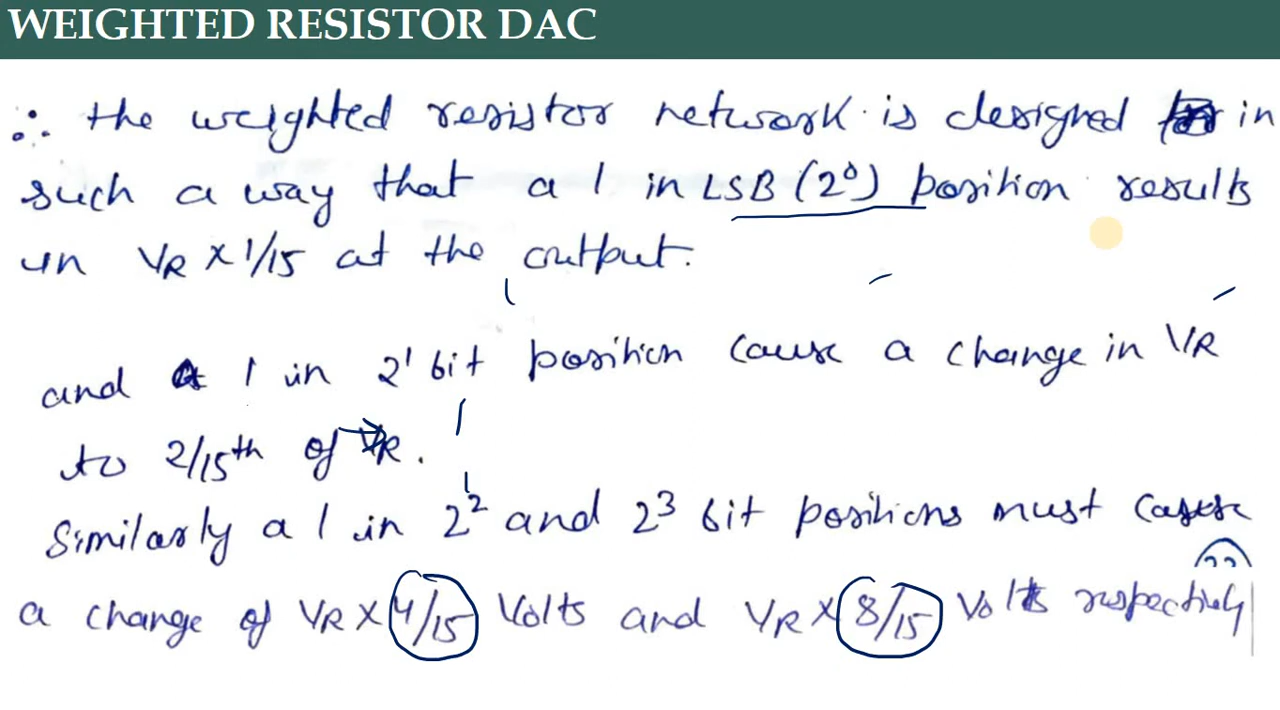 WEIGHTED RESISTOR DAC
∴ the weighted resistor network is designed in
such a way that a 1 in LSB (2⁰) position results
in VR × 1/15 at the output.
and a 1 in 2¹ bit position cause a change in VR
to 2/15th of VR.
Similarly a 1 in 2² and 2³ bit positions must cause
a change of VR × 4/15 Volts and VR × 8/15 Volts respectively